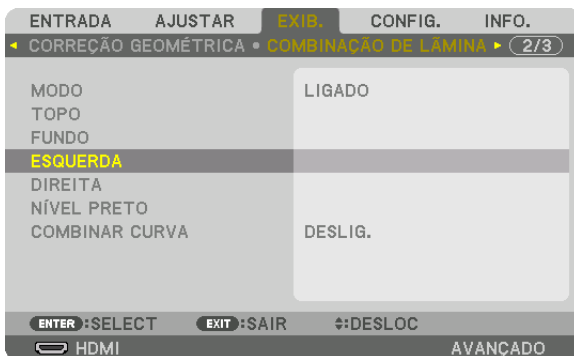 ENTRADA AJUSTAR EXIB. CONFIG. INFO.
CORREÇÃO GEOMÉTRICA • COMBINAÇÃO DE LÃMINA 2/3
MODO LIGADO
TOPO
FUNDO
ESQUERDA
DIREITA
NÍVEL PRETO
COMBINAR CURVA DESLIG.
ENTER :SELECT EXIT :SAIR :DESLOC
HDMI AVANÇADO